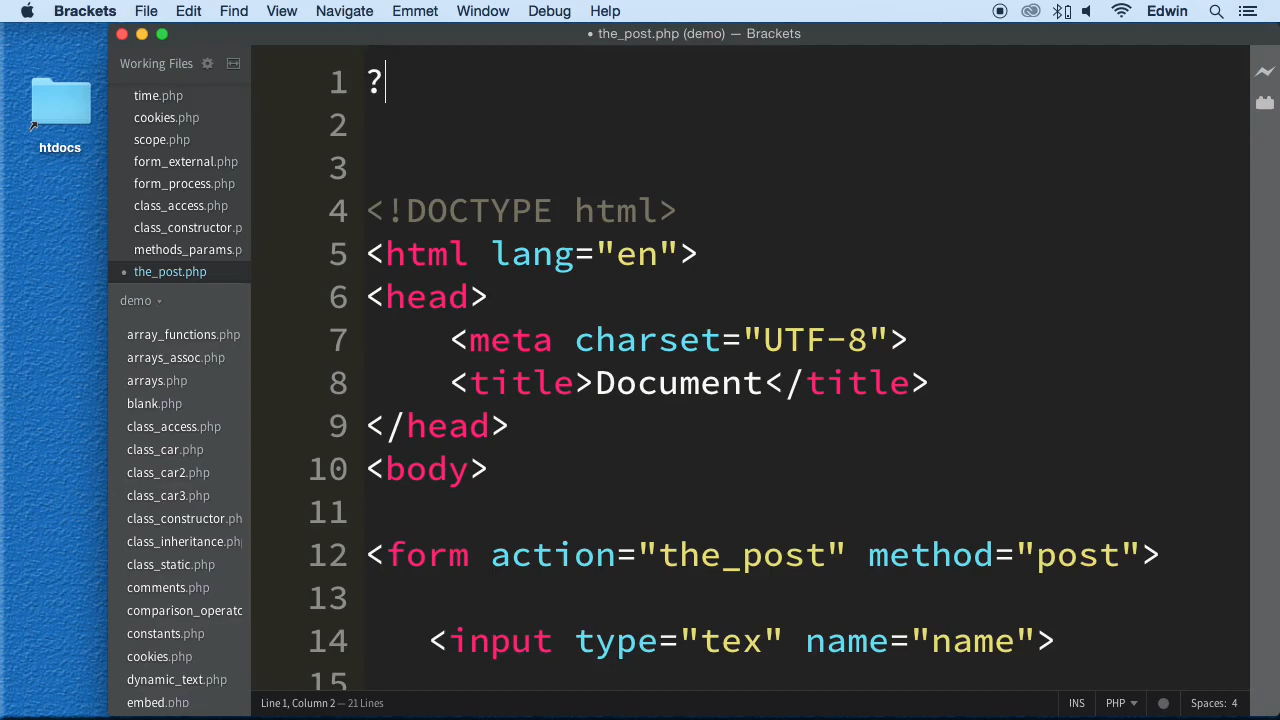 Brackets File Edit Find View Navigate Emmet Window Debug Help Edwin
• the_post.php (demo) — Brackets
htdocs
Working Files
time.php
cookies.php
scope.php
form_external.php
form_process.php
class_access.php
class_constructor.p
methods_params.p
• the_post.php
demo
array_functions.php
arrays_assoc.php
arrays.php
blank.php
class_access.php
class_car.php
class_car2.php
class_car3.php
class_constructor.ph
class_inheritance.ph
class_static.php
comments.php
comparison_operato
constants.php
cookies.php
dynamic_text.php
embed.php
1 ?
2
3
4 <!DOCTYPE html>
5 <html lang="en">
6 <head>
7 <meta charset="UTF-8">
8 <title>Document</title>
9 </head>
10 <body>
11
12 <form action="the_post" method="post">
13
14 <input type="tex" name="name">
15
Line 1, Column 2 — 21 Lines INS PHP Spaces: 4